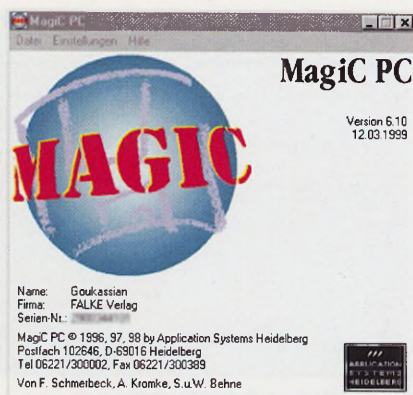 MagiC PC
Datei Einstellungen Hilfe
MAGIC
MagiC PC
Version 6.10
12.03.1999
Name: Goukassian
Firma: FALKE Verlag
Serien-Nr.:
MagiC PC © 1996, 97, 98 by Application Systems Heidelberg
Postfach 102646, D-69016 Heidelberg
Tel 06221/300002, Fax 06221/300389
Von F. Schmerbeck, A. Kromke, S.u.W. Behne
APPLICATION
SYSTEMS
HEIDELBERG